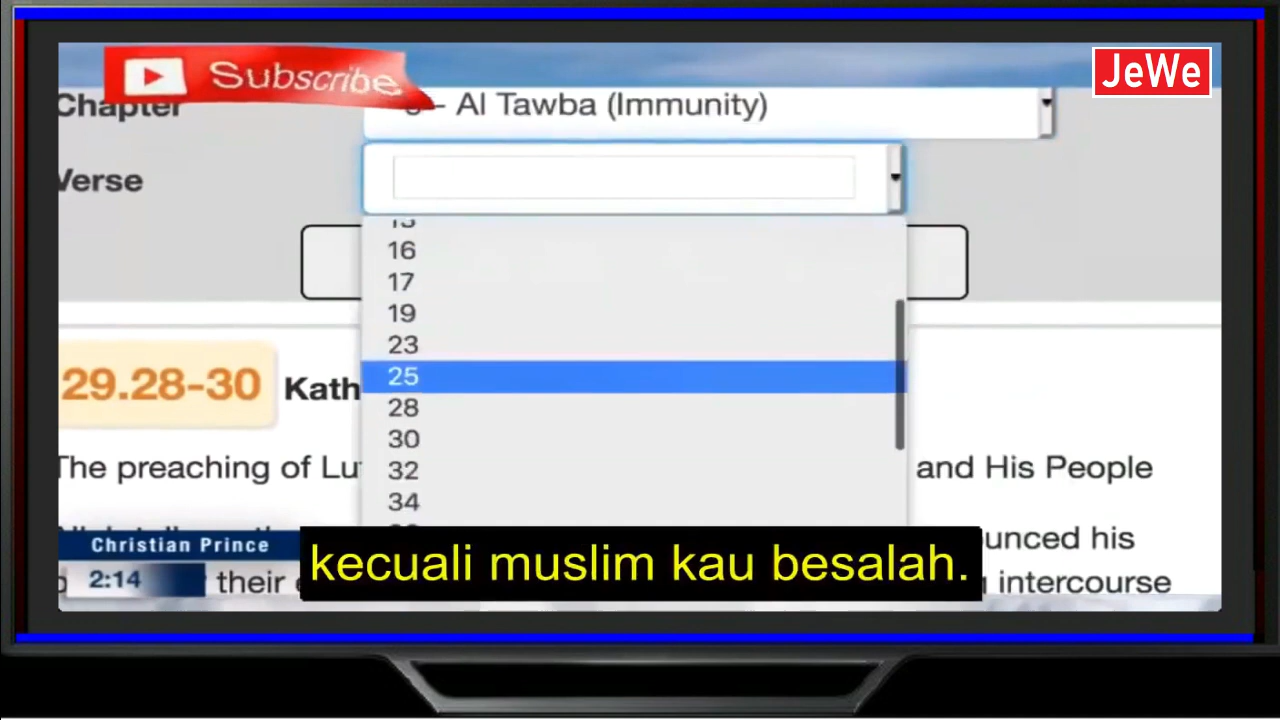 Subscribe
JeWe
Chapter
- Al Tawba (Immunity)
Verse
15
16
17
19
23
25
28
30
32
34
29.28-30 Kath
The preaching of Lu and His People
unced his
Christian Prince
2:14
their
kecuali muslim kau besalah.
intercourse